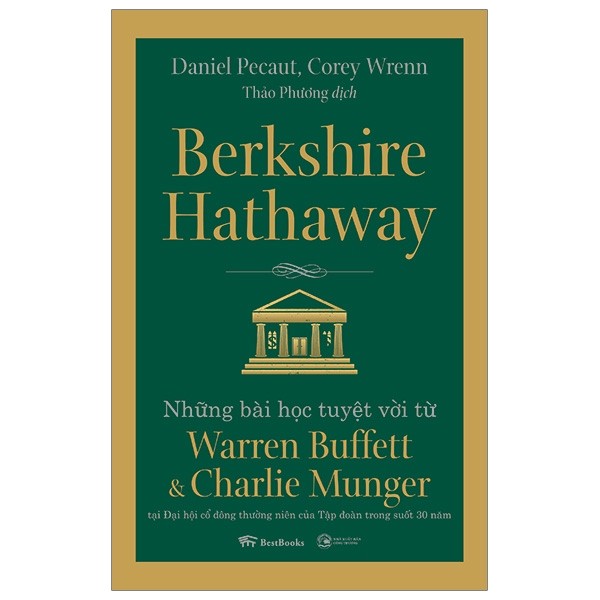 Daniel Pecaut, Corey Wrenn
Thảo Phương dịch
Berkshire
Hathaway
Những bài học tuyệt vời từ
Warren Buffett
& Charlie Munger
tại Đại hội cổ đông thường niên của Tập đoàn trong suốt 30 năm
BestBooks